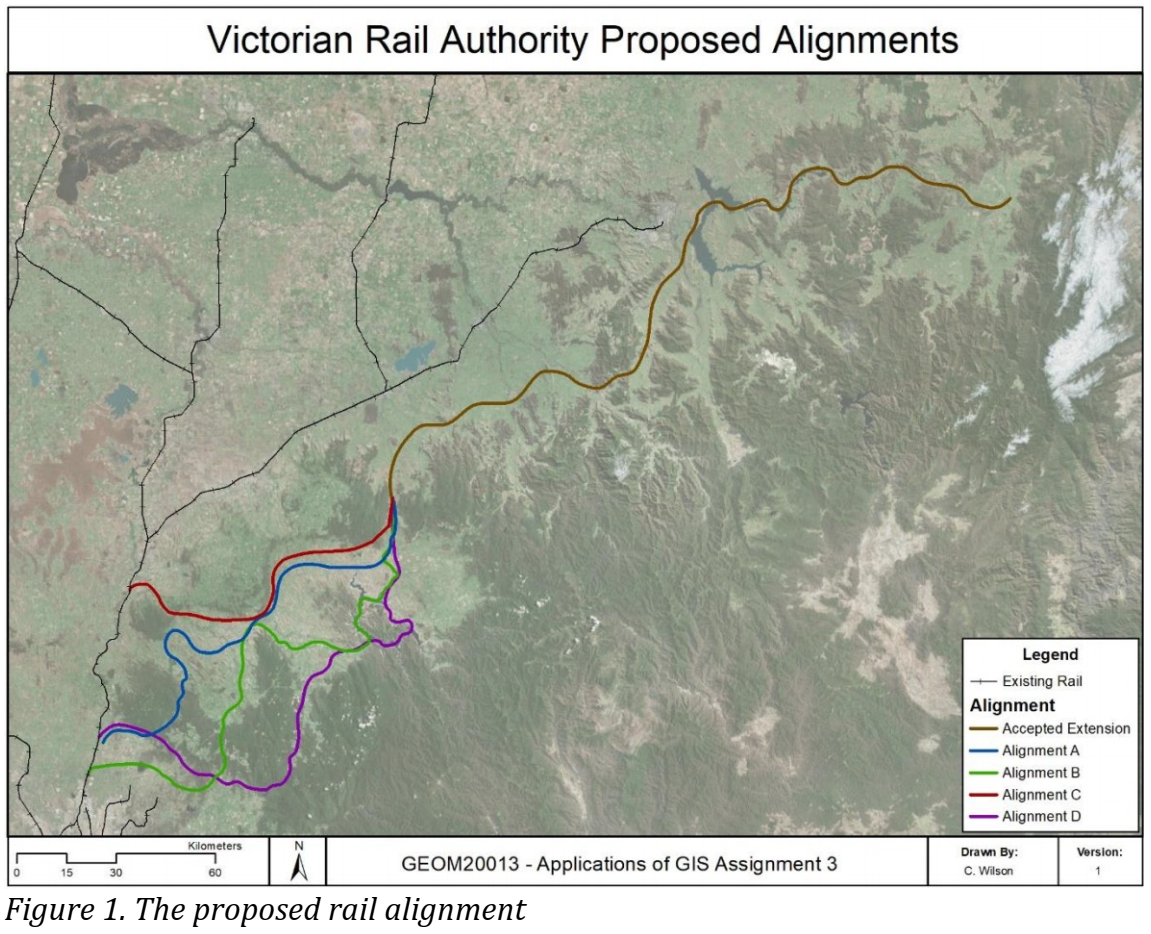 Victorian Rail Authority Proposed Alignments
Legend
Existing Rail
Alignment
Accepted Extension
Alignment A
Alignment B
Alignment C
Alignment D
Kilometers
0 15 30 60
N
GEOM20013 - Applications of GIS Assignment 3
Drawn By:
C. Wilson
Version:
1
Figure 1. The proposed rail alignment